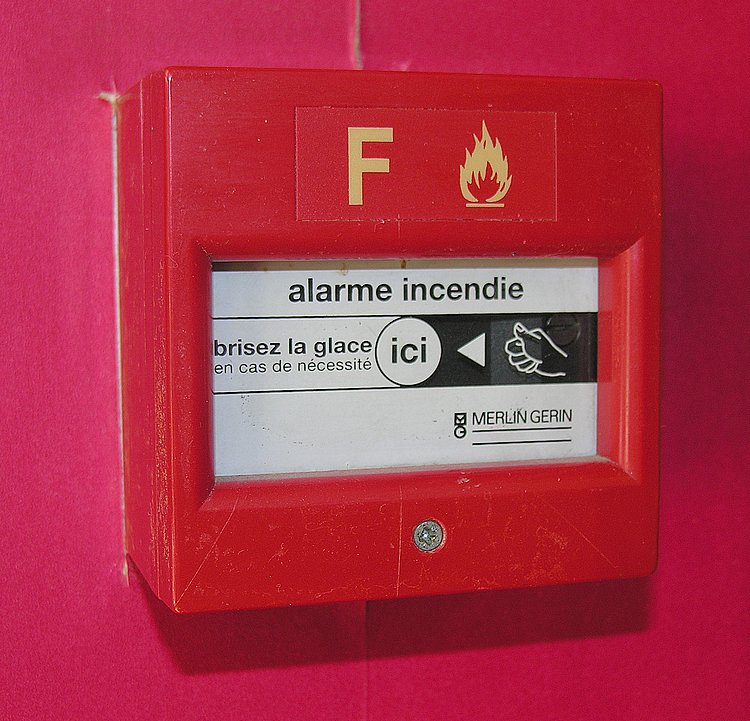 F
alarme incendie
brisez la glace
en cas de nécessité
ici
MERLIN GERIN